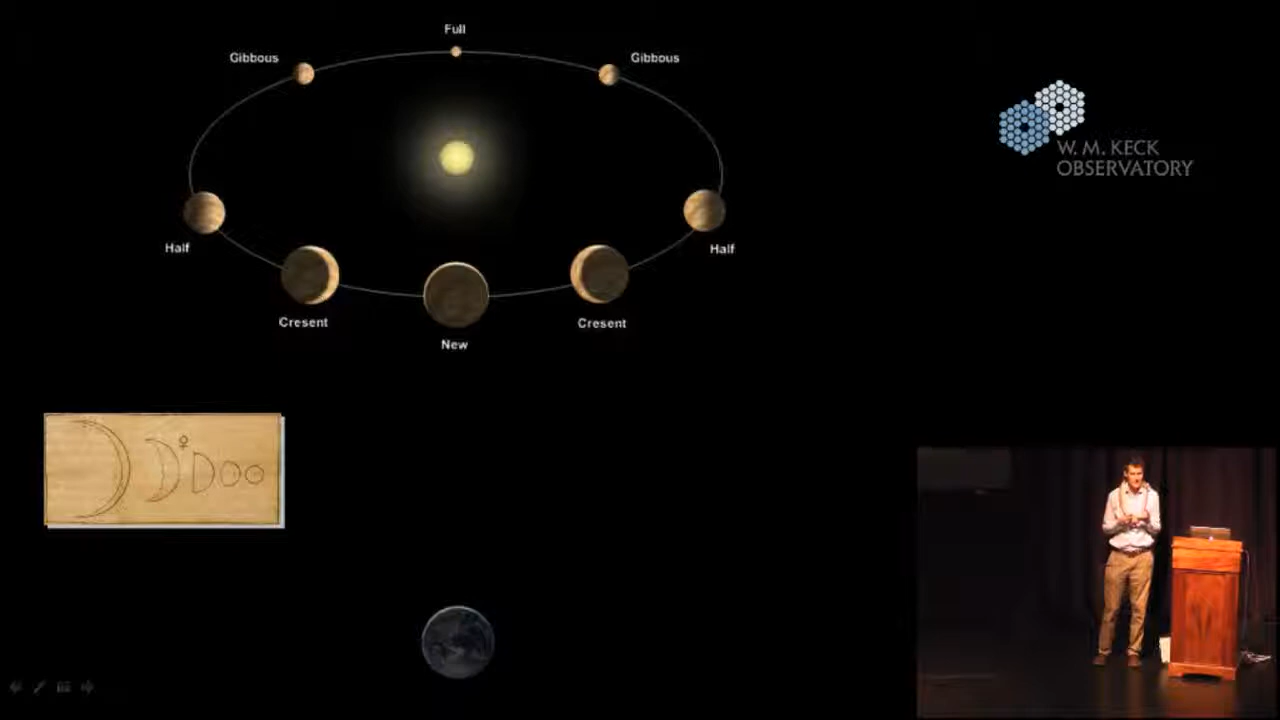 Full
Gibbous
Gibbous
W. M. KECK
OBSERVATORY
Half
Half
Cresent
Cresent
New
♀